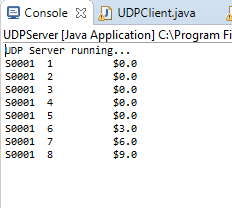 Console UDPClient.java
UDPServer [Java Application] C:\Program Fi
UDP Server running...
S0001 1 $0.0
S0001 2 $0.0
S0001 3 $0.0
S0001 4 $0.0
S0001 5 $0.0
S0001 6 $3.0
S0001 7 $6.0
S0001 8 $9.0